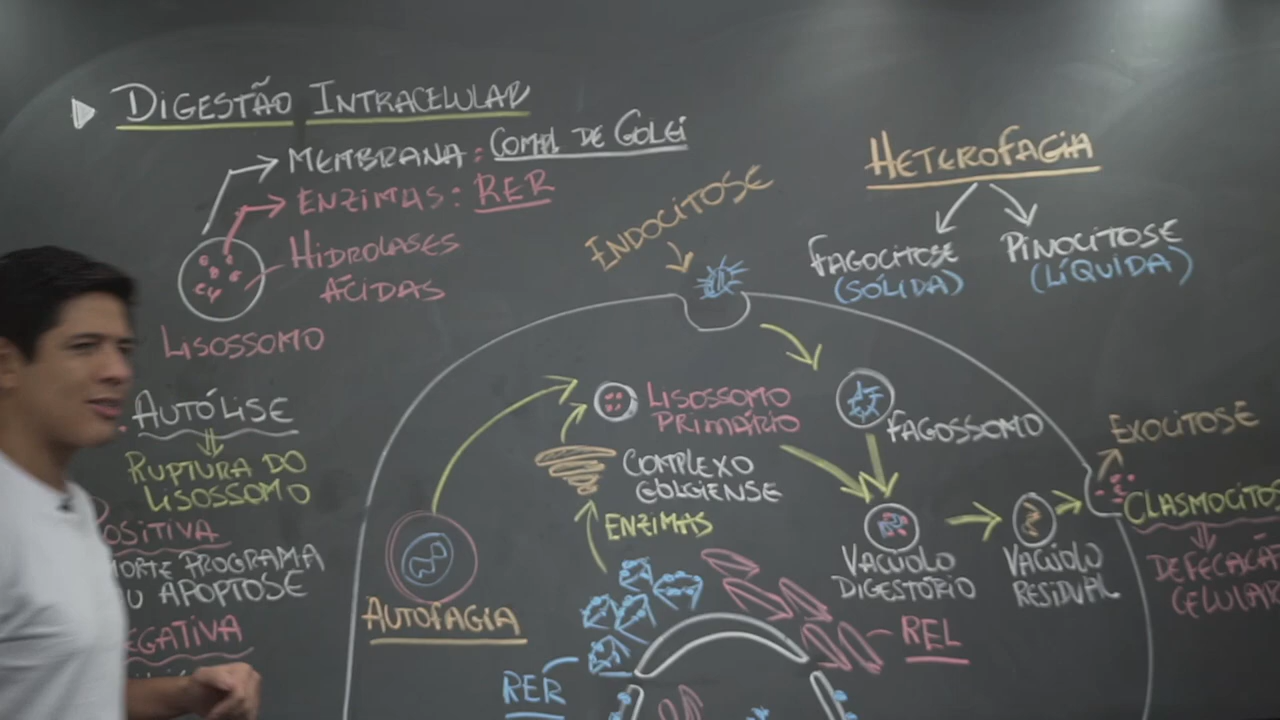 DIGESTÃO INTRACELULAR
MEMBRANA: COMPL DE GOLGI
ENZIMAS: RER
HIDROLASES
ÁCIDAS
LISOSSOMO
HETEROFAGIA
FAGOCITOSE
(SÓLIDA)
PINOCITOSE
(LÍQUIDA)
ENDOCITOSE
AUTÓLISE
RUPTURA DO
LISOSSOMO
POSITIVA
ORTE PROGRAMA
U APOPTOSE
EGATIVA
AUTOFAGIA
LISOSSOMO
PRIMÁRIO
COMPLEXO
GOLGIENSE
ENZIMAS
RER
REL
FAGOSSOMO
VACÚOLO
DIGESTÓRIO
VACÚOLO
RESIDUAL
EXOCITOSE
CLASMOCITOS
DEFECAÇÃ
CELULAR